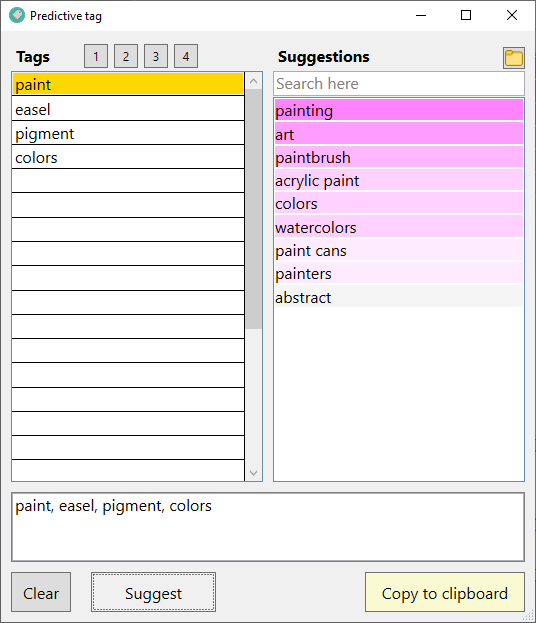 Predictive tag
Tags 1 2 3 4
paint
easel
pigment
colors
Suggestions
Search here
painting
art
paintbrush
acrylic paint
colors
watercolors
paint cans
painters
abstract
paint, easel, pigment, colors
Clear
Suggest
Copy to clipboard